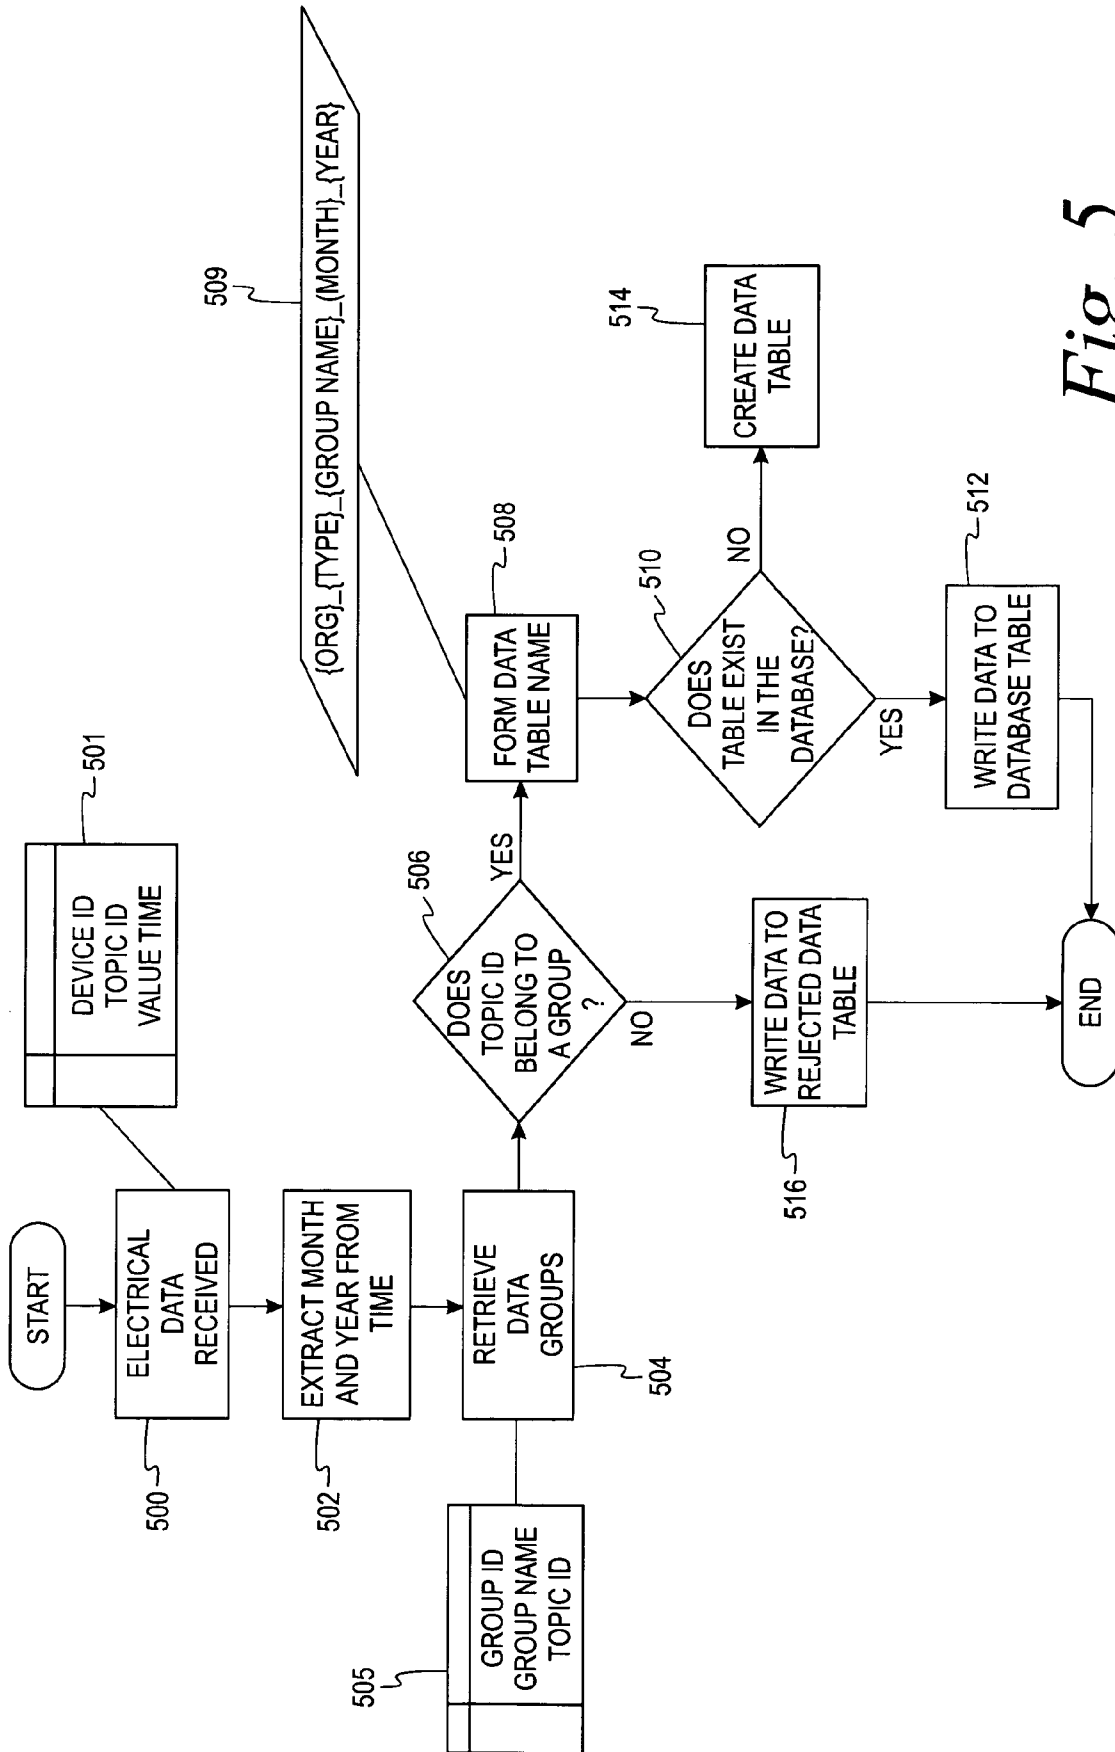 START
ELECTRICAL
DATA
RECEIVED
500
DEVICE ID
TOPIC ID
VALUE TIME
501
EXTRACT MONTH
AND YEAR FROM
TIME
502
RETRIEVE
DATA
GROUPS
504
GROUP ID
GROUP NAME
TOPIC ID
505
DOES
TOPIC ID
BELONG TO
A GROUP
?
506
YES
NO
FORM DATA
TABLE NAME
508
{ORG}_{TYPE}_{GROUP NAME}_{MONTH}_{YEAR}
509
DOES
TABLE EXIST
IN THE
DATABASE?
510
NO
YES
CREATE DATA
TABLE
514
WRITE DATA TO
DATABASE TABLE
512
WRITE DATA TO
REJECTED DATA
TABLE
516
END
Fig. 5